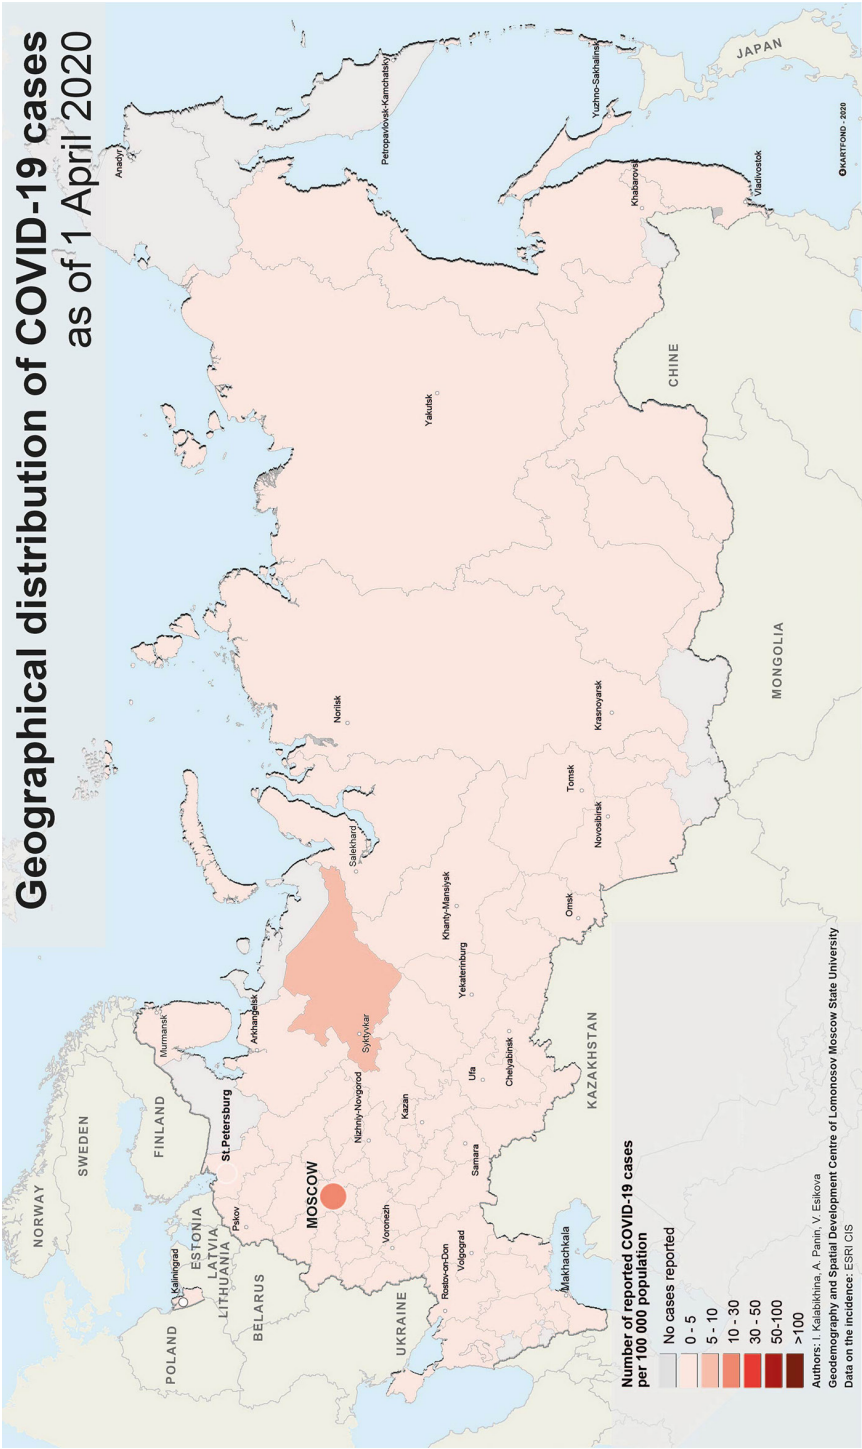 Geographical distribution of COVID-19 cases
as of 1 April 2020
NORWAY
SWEDEN
FINLAND
ESTONIA
LATVIA
LITHUANIA
BELARUS
POLAND
UKRAINE
KAZAKHSTAN
MONGOLIA
CHINE
JAPAN
Kaliningrad
Murmansk
St.Petersburg
Pskov
MOSCOW
Arkhangelsk
Syktyvkar
Salekhard
Norilsk
Nizhniy-Novgorod
Kazan
Voronezh
Rostov-on-Don
Volgograd
Makhachkala
Samara
Ufa
Chelyabinsk
Yekaterinburg
Khanty-Mansiysk
Omsk
Tomsk
Novosibirsk
Krasnoyarsk
Yakutsk
Anadyr
Petropavlovsk-Kamchatsky
Yuzhno-Sakhalinsk
Khabarovsk
Vladivostok
Number of reported COVID-19 cases
per 100 000 population
No cases reported
0 - 5
5 - 10
10 - 30
30 - 50
50-100
>100
Authors: I. Kalabikhina, A. Panin, V. Esikova
Geodemography and Spatial Development Centre of Lomonosov Moscow State University
Data on the incidence: ESRI CIS
KARTFOND - 2020